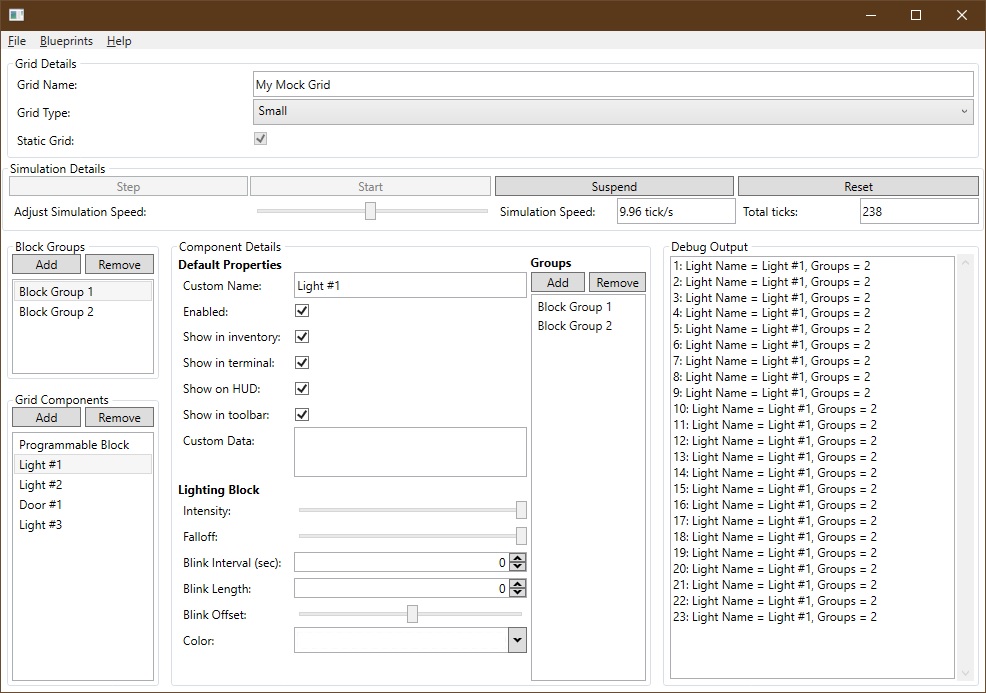 File Blueprints Help
Grid Details
Grid Name: My Mock Grid
Grid Type: Small
Static Grid:
Simulation Details
Step Start Suspend Reset
Adjust Simulation Speed: Simulation Speed: 9.96 tick/s Total ticks: 238
Block Groups
Add Remove
Block Group 1
Block Group 2
Grid Components
Add Remove
Programmable Block
Light #1
Light #2
Door #1
Light #3
Component Details
Default Properties
Custom Name: Light #1
Enabled:
Show in inventory:
Show in terminal:
Show on HUD:
Show in toolbar:
Custom Data:
Lighting Block
Intensity:
Falloff:
Blink Interval (sec): 0
Blink Length: 0
Blink Offset:
Color:
Groups
Add Remove
Block Group 1
Block Group 2
Debug Output
1: Light Name = Light #1, Groups = 2
2: Light Name = Light #1, Groups = 2
3: Light Name = Light #1, Groups = 2
4: Light Name = Light #1, Groups = 2
5: Light Name = Light #1, Groups = 2
6: Light Name = Light #1, Groups = 2
7: Light Name = Light #1, Groups = 2
8: Light Name = Light #1, Groups = 2
9: Light Name = Light #1, Groups = 2
10: Light Name = Light #1, Groups = 2
11: Light Name = Light #1, Groups = 2
12: Light Name = Light #1, Groups = 2
13: Light Name = Light #1, Groups = 2
14: Light Name = Light #1, Groups = 2
15: Light Name = Light #1, Groups = 2
16: Light Name = Light #1, Groups = 2
17: Light Name = Light #1, Groups = 2
18: Light Name = Light #1, Groups = 2
19: Light Name = Light #1, Groups = 2
20: Light Name = Light #1, Groups = 2
21: Light Name = Light #1, Groups = 2
22: Light Name = Light #1, Groups = 2
23: Light Name = Light #1, Groups = 2